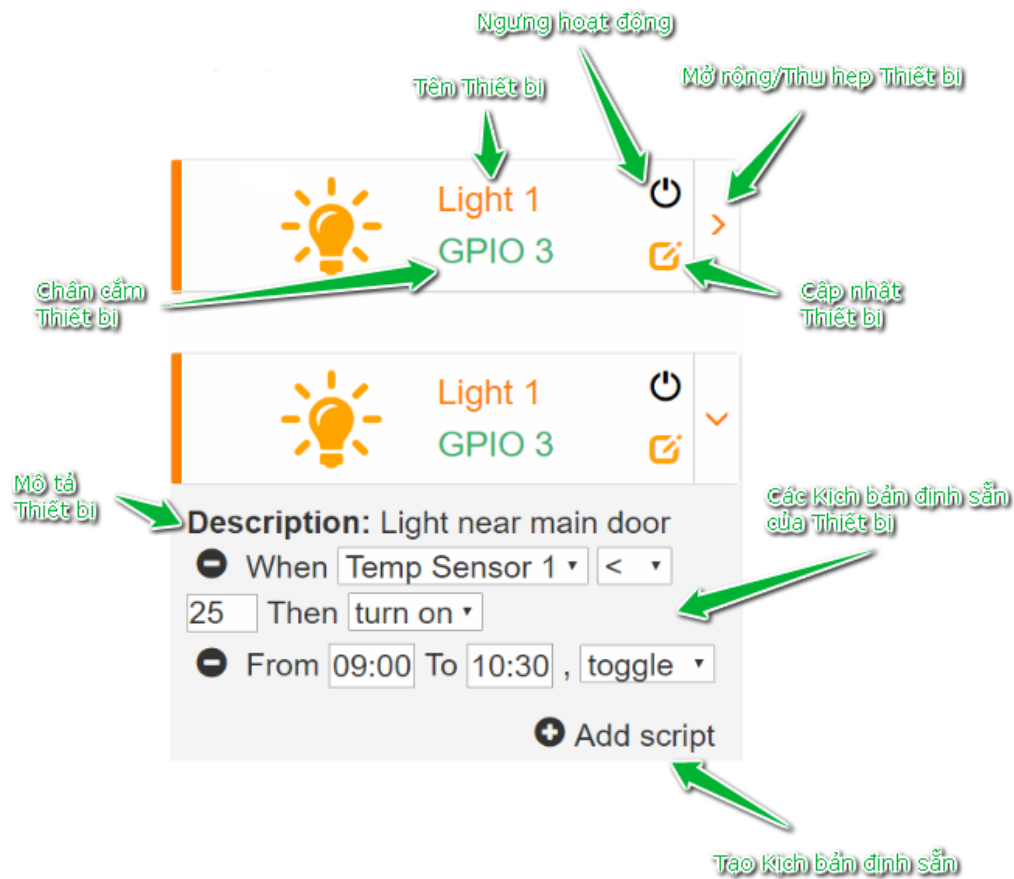 Ngưng hoạt động
Tên Thiết bị
Mở rộng/Thu hẹp Thiết bị
Light 1
GPIO 3
Chân cắm
Thiết bị
Cập nhật
Thiết bị
Light 1
GPIO 3
Mô tả
Thiết bị
Các Kịch bản định sẵn
của Thiết bị
Description: Light near main door
When Temp Sensor 1 <
25 Then turn on
From 09:00 To 10:30 , toggle
Add script
Tạo Kịch bản định sẵn